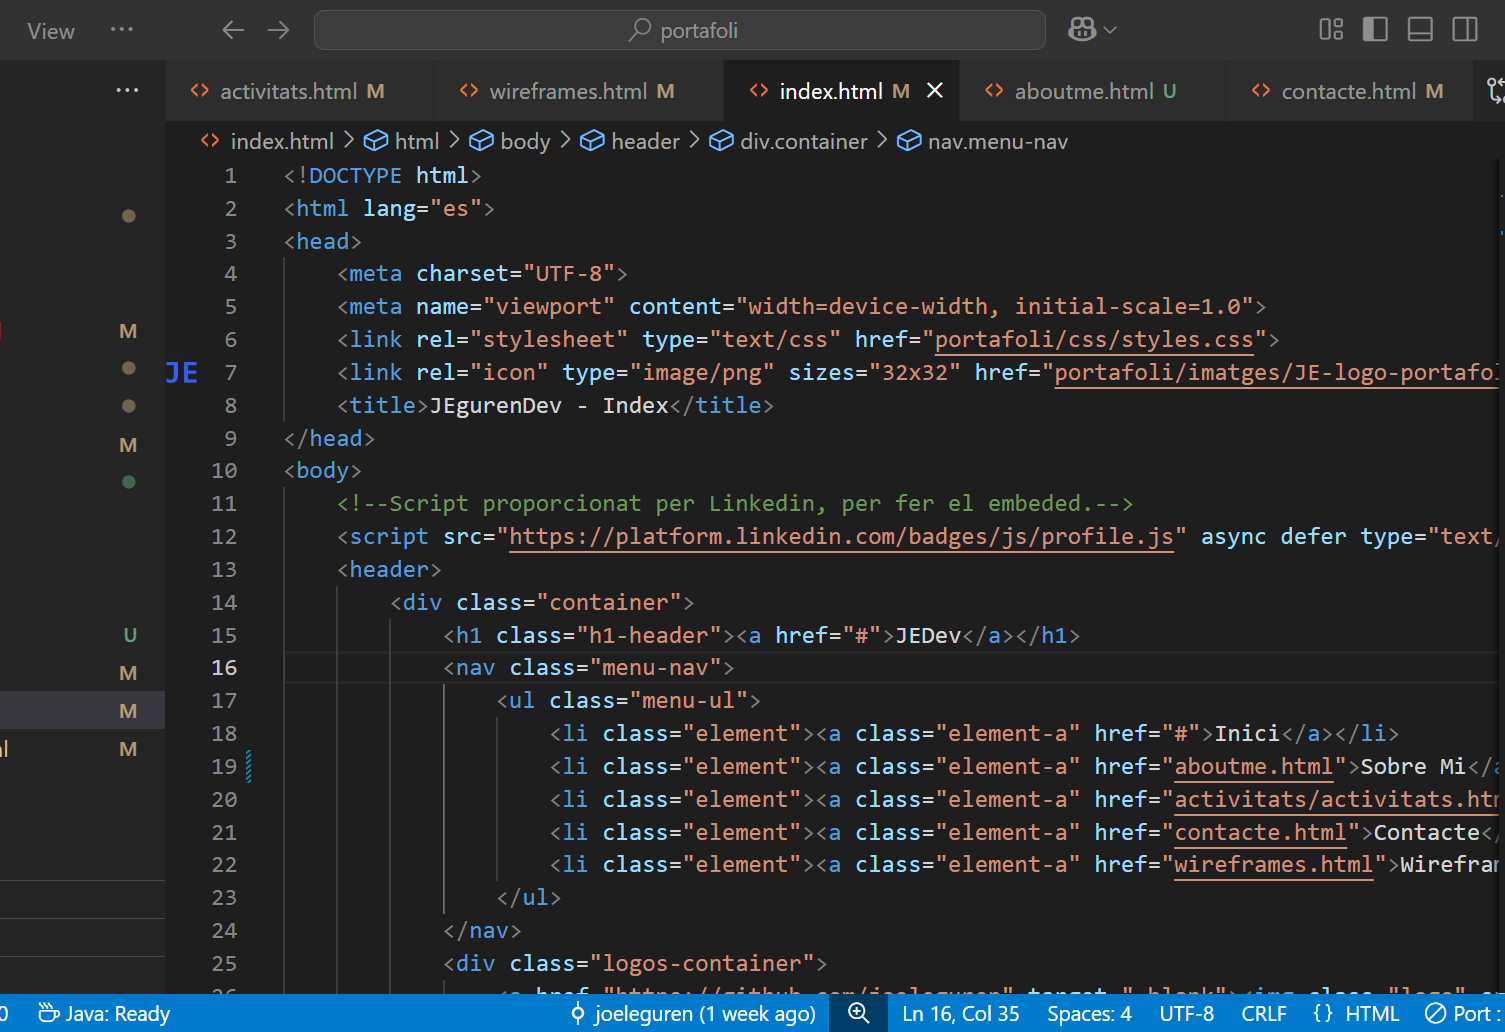 View ··· portafoli
··· activitats.html M wireframes.html M index.html M aboutme.html U contacte.html M
index.html > html > body > header > div.container > nav.menu-nav
1 <!DOCTYPE html>
2 <html lang="es">
3 <head>
4 <meta charset="UTF-8">
5 <meta name="viewport" content="width=device-width, initial-scale=1.0">
M 6 <link rel="stylesheet" type="text/css" href="portafoli/css/styles.css">
JE 7 <link rel="icon" type="image/png" sizes="32x32" href="portafoli/imatges/JE-logo-portafol
8 <title>JEgurenDev - Index</title>
M 9 </head>
10 <body>
11 <!--Script proporcionat per Linkedin, per fer el embeded.-->
12 <script src="https://platform.linkedin.com/badges/js/profile.js" async defer type="text/
13 <header>
14 <div class="container">
U 15 <h1 class="h1-header"><a href="#">JEDev</a></h1>
M 16 <nav class="menu-nav">
M 17 <ul class="menu-ul">
18 <li class="element"><a class="element-a" href="#">Inici</a></li>
M 19 <li class="element"><a class="element-a" href="aboutme.html">Sobre Mi</a
20 <li class="element"><a class="element-a" href="activitats/activitats.htm
21 <li class="element"><a class="element-a" href="contacte.html">Contacte</
22 <li class="element"><a class="element-a" href="wireframes.html">Wirefram
23 </ul>
24 </nav>
25 <div class="logos-container">
0 Java: Ready joeleguren (1 week ago) Ln 16, Col 35 Spaces: 4 UTF-8 CRLF {} HTML Port :